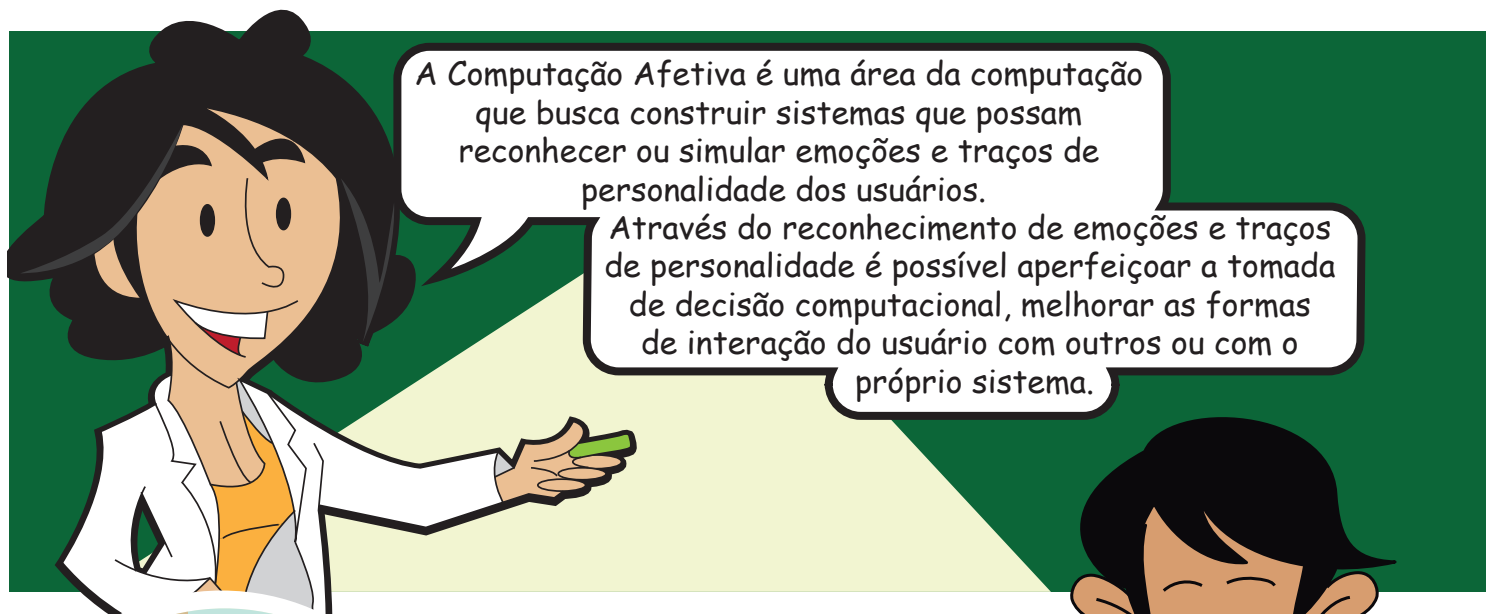 A Computação Afetiva é uma área da computação
que busca construir sistemas que possam
reconhecer ou simular emoções e traços de
personalidade dos usuários.
Através do reconhecimento de emoções e traços
de personalidade é possível aperfeiçoar a tomada
de decisão computacional, melhorar as formas
de interação do usuário com outros ou com o
próprio sistema.